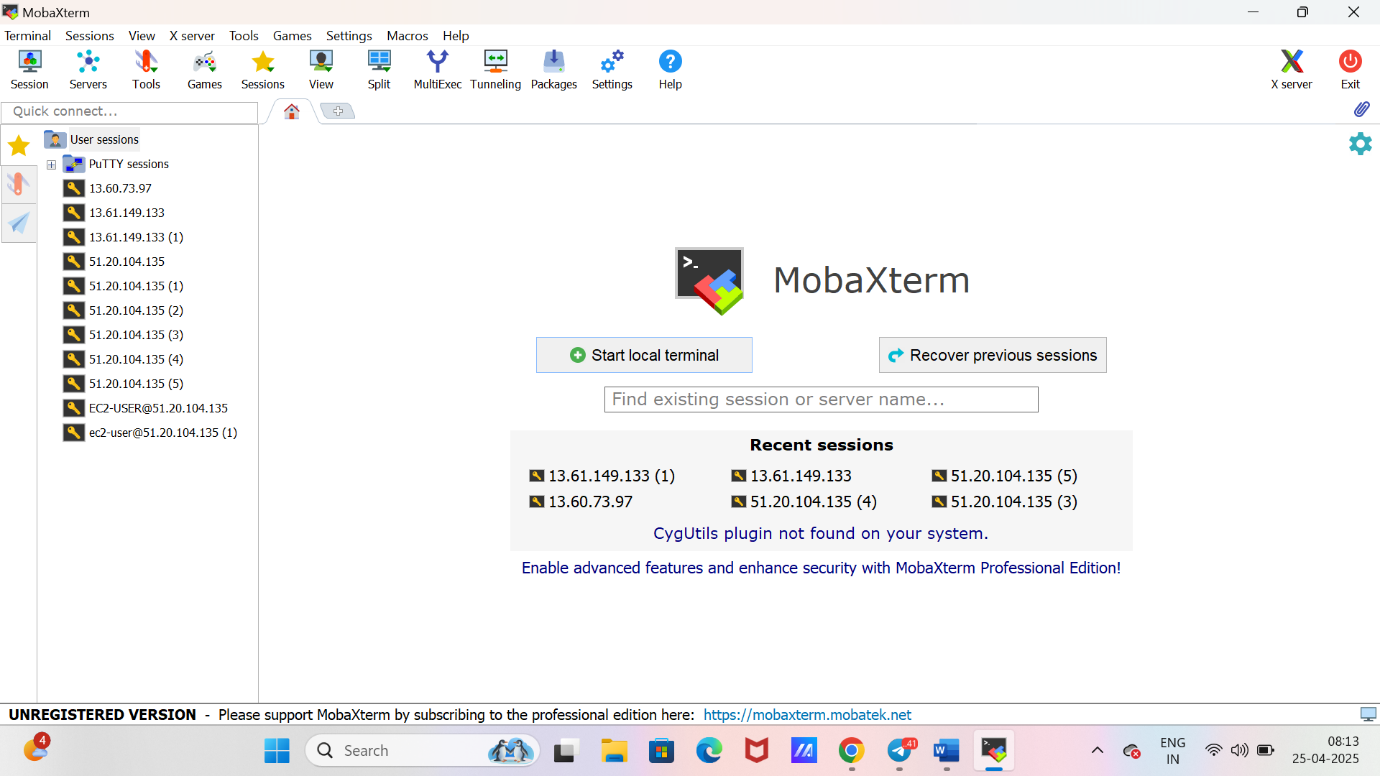 MobaXterm
Terminal Sessions View X server Tools Games Settings Macros Help
Session Servers Tools Games Sessions View Split MultiExec Tunneling Packages Settings Help X server Exit
Quick connect...
User sessions
PuTTY sessions
13.60.73.97
13.61.149.133
13.61.149.133 (1)
51.20.104.135
51.20.104.135 (1)
51.20.104.135 (2)
51.20.104.135 (3)
51.20.104.135 (4)
51.20.104.135 (5)
EC2-USER@51.20.104.135
ec2-user@51.20.104.135 (1)
>_
MobaXterm
Start local terminal Recover previous sessions
Find existing session or server name...
Recent sessions
13.61.149.133 (1) 13.61.149.133 51.20.104.135 (5)
13.60.73.97 51.20.104.135 (4) 51.20.104.135 (3)
CygUtils plugin not found on your system.
Enable advanced features and enhance security with MobaXterm Professional Edition!
UNREGISTERED VERSION - Please support MobaXterm by subscribing to the professional edition here: https://mobaxterm.mobatek.net
4 Search 41 W ENG 08:13
IN 25-04-2025